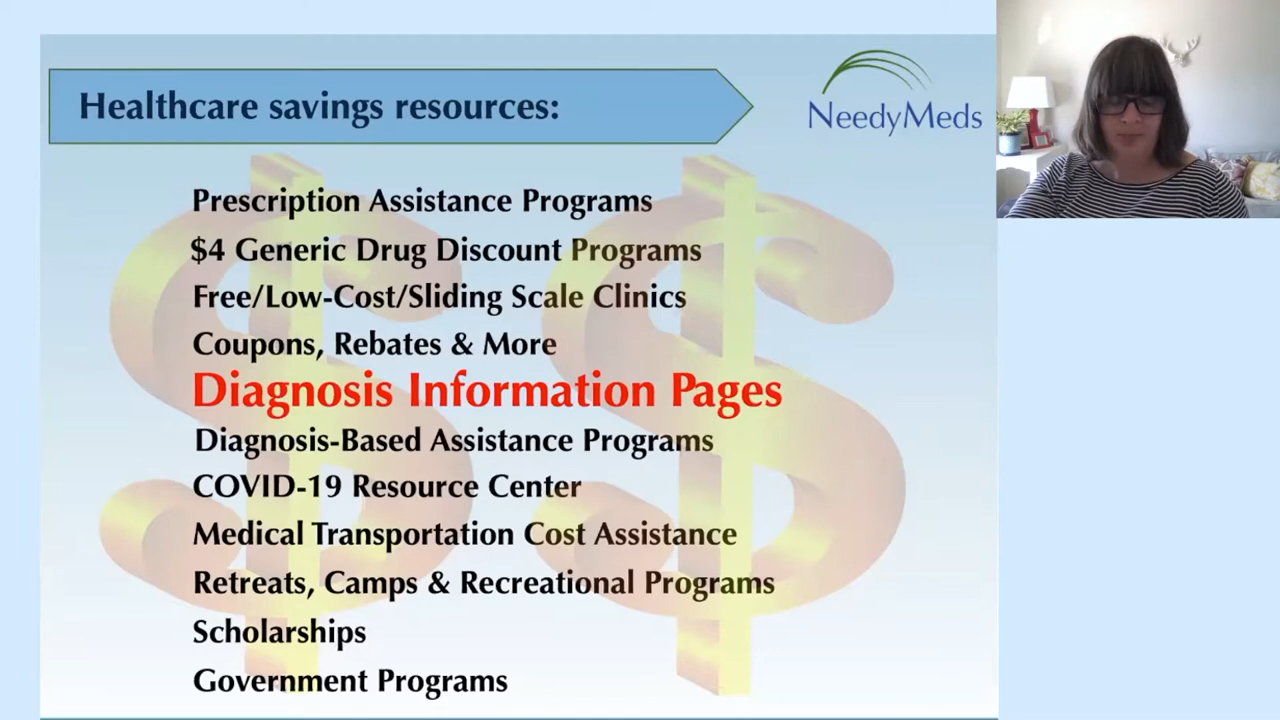 Healthcare savings resources:
NeedyMeds
Prescription Assistance Programs
$4 Generic Drug Discount Programs
Free/Low-Cost/Sliding Scale Clinics
Coupons, Rebates & More
Diagnosis Information Pages
Diagnosis-Based Assistance Programs
COVID-19 Resource Center
Medical Transportation Cost Assistance
Retreats, Camps & Recreational Programs
Scholarships
Government Programs